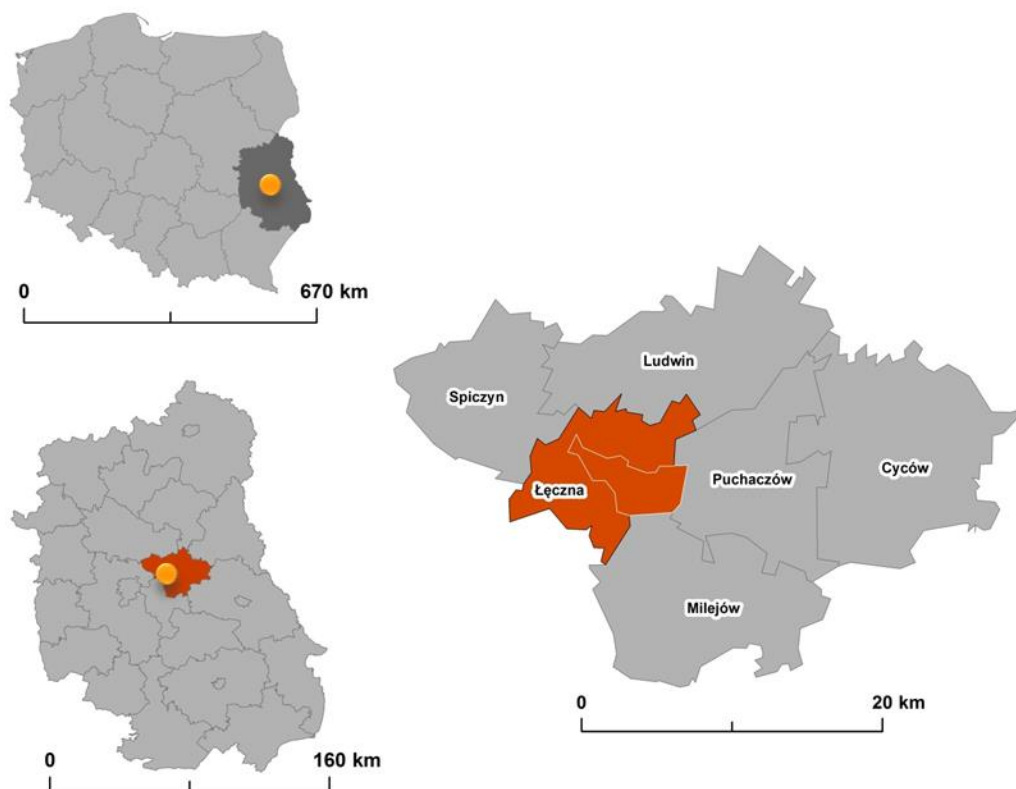 0 670 km
Ludwin
Spiczyn
Cyców
Puchaczów
Łęczna
Milejów
0 20 km
0 160 km